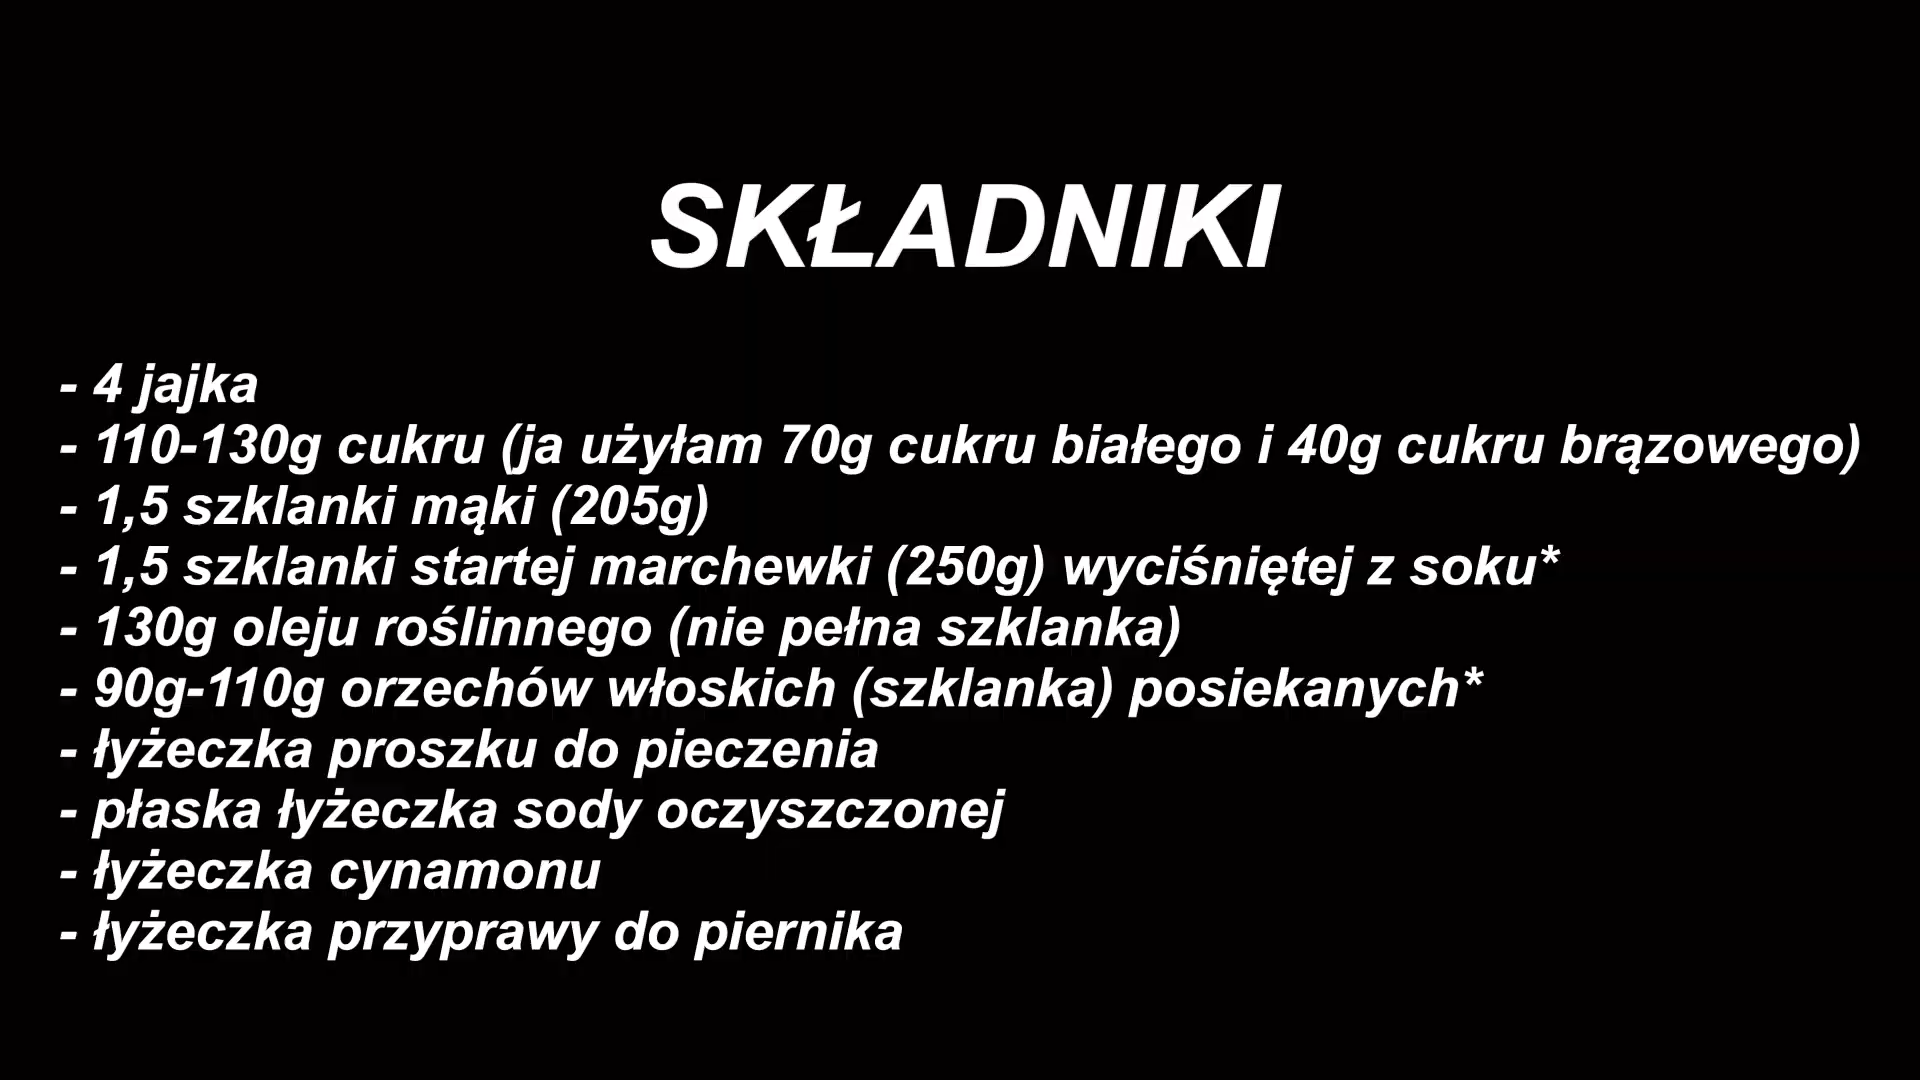 SKŁADNIKI
- 4 jajka
- 110-130g cukru (ja użyłam 70g cukru białego i 40g cukru brązowego)
- 1,5 szklanki mąki (205g)
- 1,5 szklanki startej marchewki (250g) wyciśniętej z soku*
- 130g oleju roślinnego (nie pełna szklanka)
- 90g-110g orzechów włoskich (szklanka) posiekanych*
- łyżeczka proszku do pieczenia
- płaska łyżeczka sody oczyszczonej
- łyżeczka cynamonu
- łyżeczka przyprawy do piernika